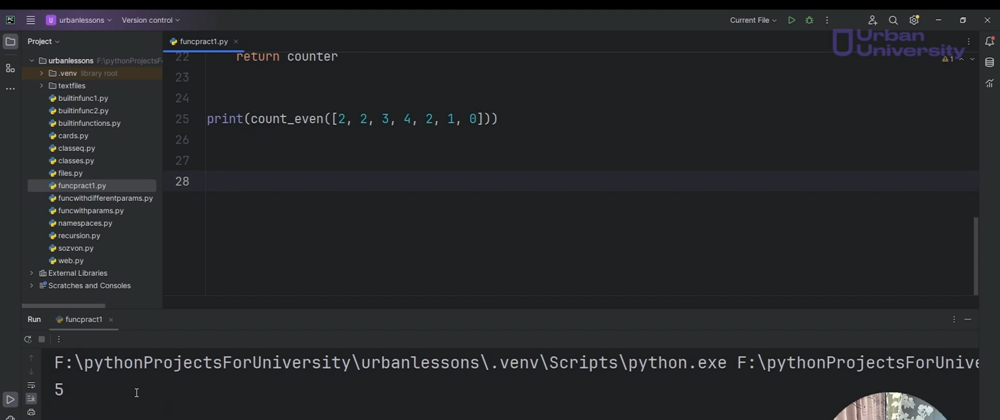 PC
U urbanlessons
Version control
Current File
Urban
University
Project
funcpract1.py
urbanlessons F:\pythonProjectsF
.venv library root
textfiles
builtinfunc1.py
builtinfunc2.py
builtinfunctions.py
cards.py
classeq.py
classes.py
files.py
funcpract1.py
funcwithdifferentparams.py
funcwithparams.py
namespaces.py
recursion.py
sozvon.py
web.py
External Libraries
Scratches and Consoles
22 return counter
23
24
25 print(count_even([2, 2, 3, 4, 2, 1, 0]))
26
27
28
1
Run funcpract1
F:\pythonProjectsForUniversity\urbanlessons\.venv\Scripts\python.exe F:\pythonProjectsForUnive
5